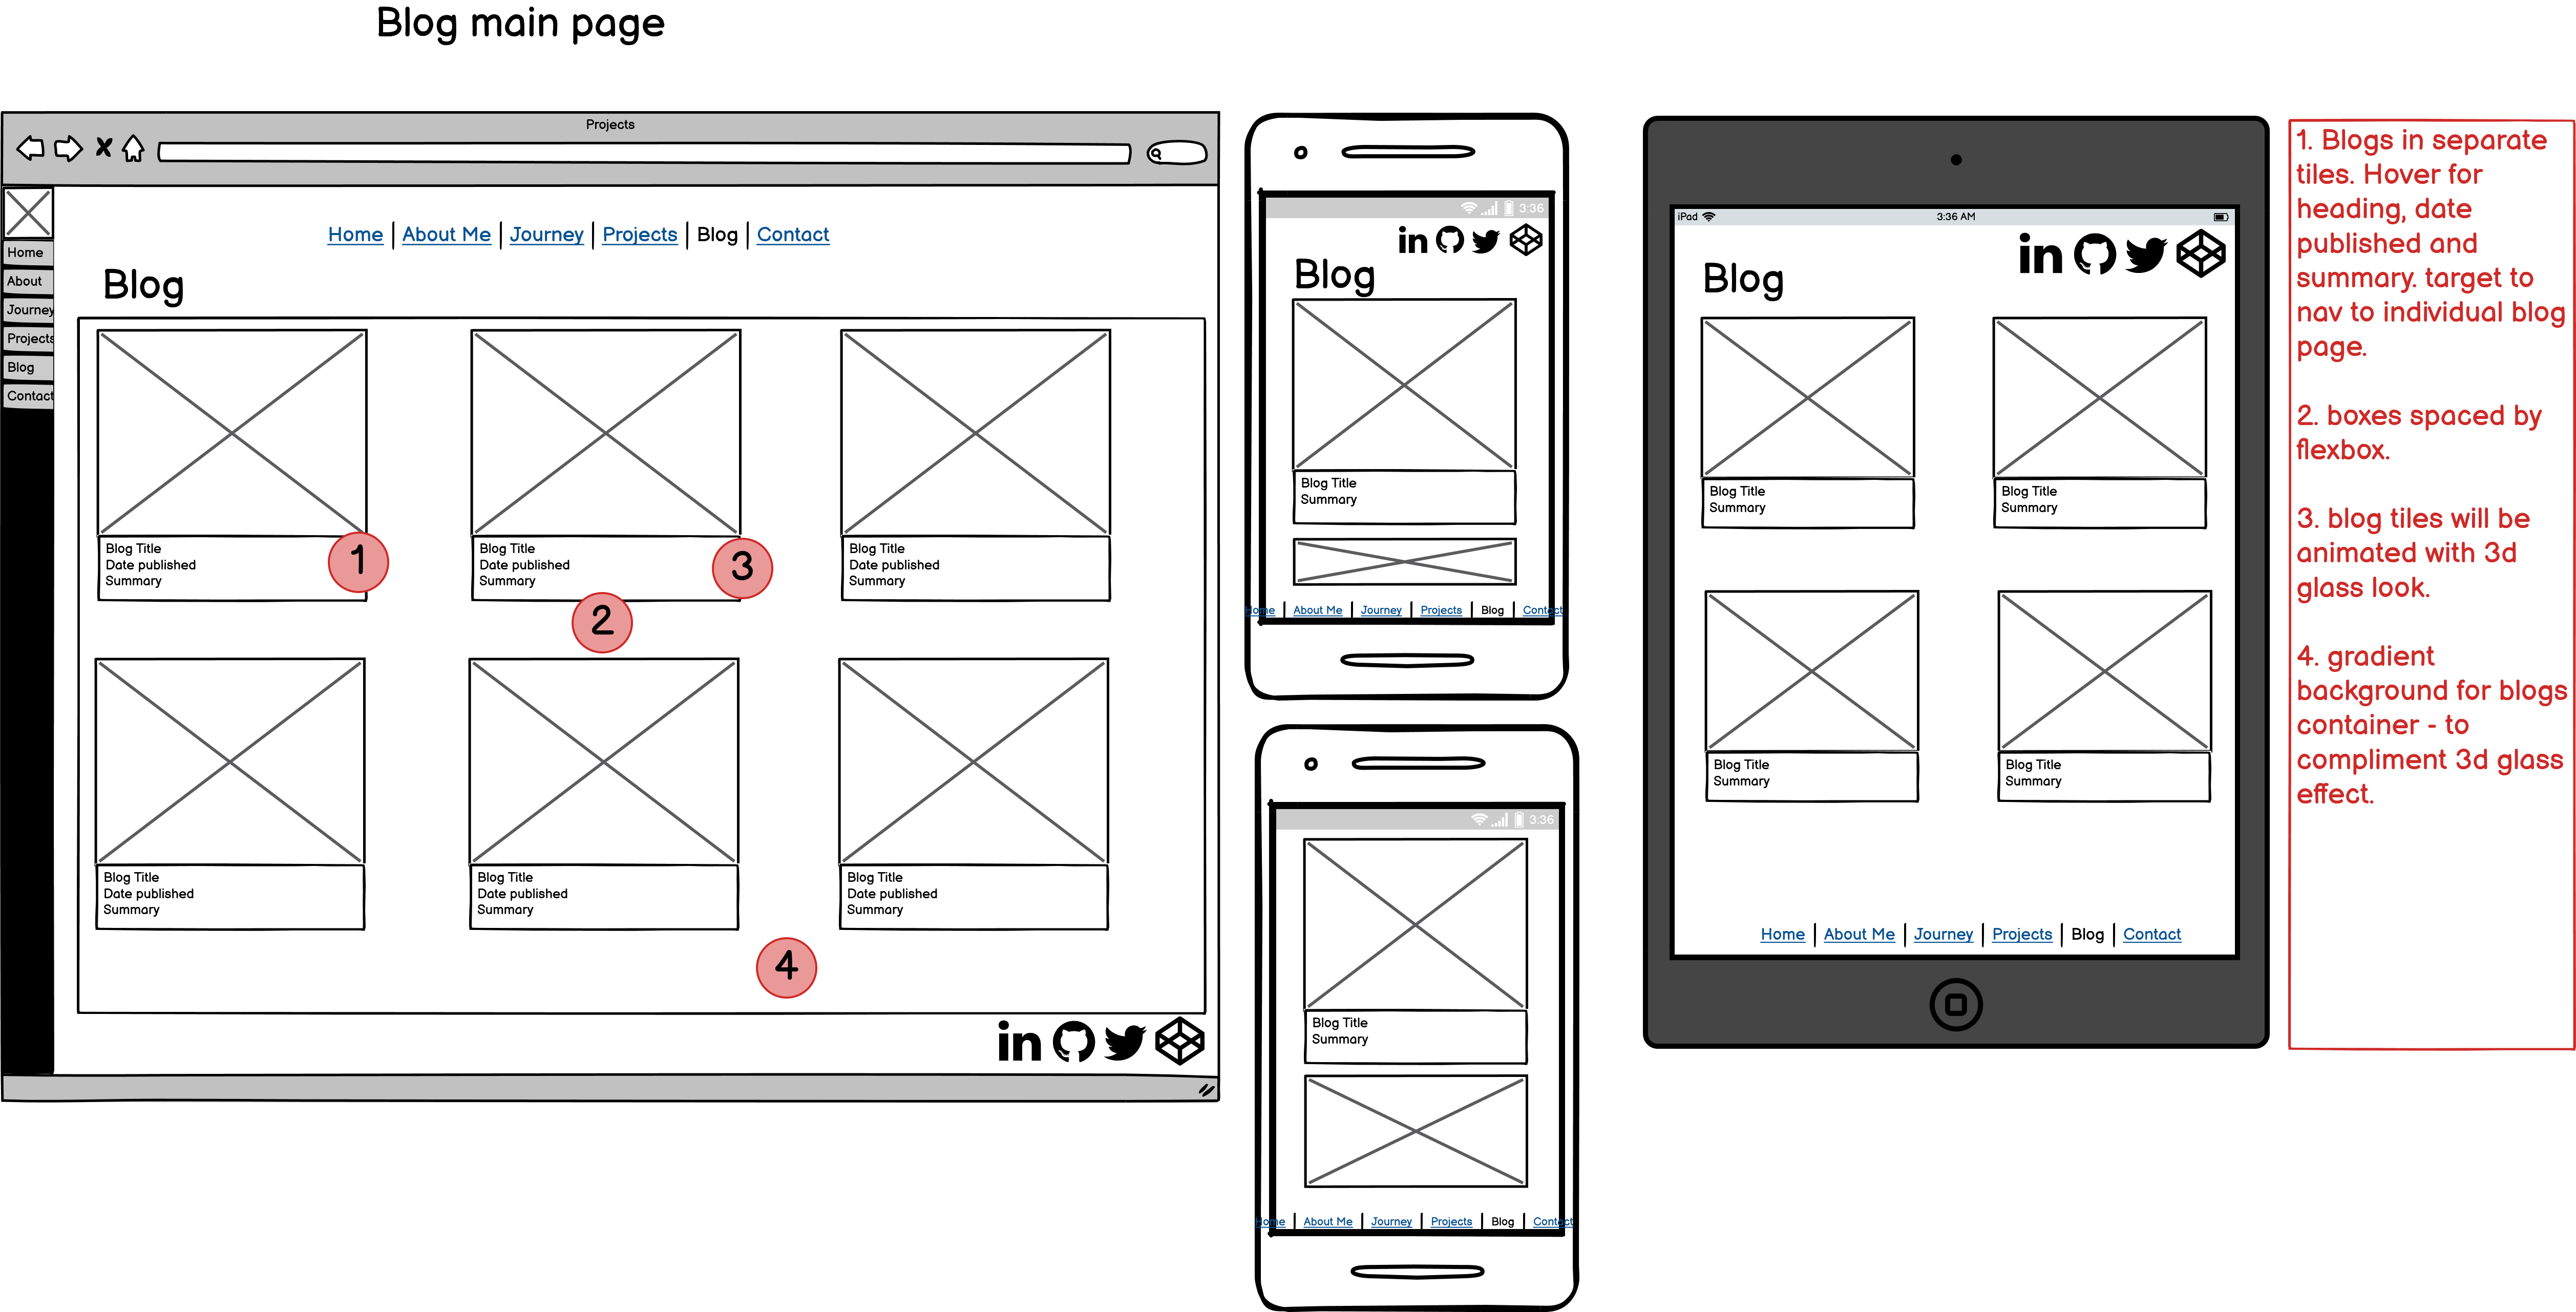 Blog main page
Projects
Home
About
Journey
Projects
Blog
Contact
Home | About Me | Journey | Projects | Blog | Contact
Blog
Blog Title
Date published
Summary
1
Blog Title
Date published
Summary
3
Blog Title
Date published
Summary
2
Blog Title
Date published
Summary
Blog Title
Date published
Summary
Blog Title
Date published
Summary
4
in
3:36
in
Blog
Blog Title
Summary
Home | About Me | Journey | Projects | Blog | Contact
3:36
Blog Title
Summary
Home | About Me | Journey | Projects | Blog | Contact
iPad 3:36 AM
in
Blog
Blog Title
Summary
Blog Title
Summary
Blog Title
Summary
Blog Title
Summary
Home | About Me | Journey | Projects | Blog | Contact
1. Blogs in separate
tiles. Hover for
heading, date
published and
summary. target to
nav to individual blog
page.
2. boxes spaced by
flexbox.
3. blog tiles will be
animated with 3d
glass look.
4. gradient
background for blogs
container - to
compliment 3d glass
effect.